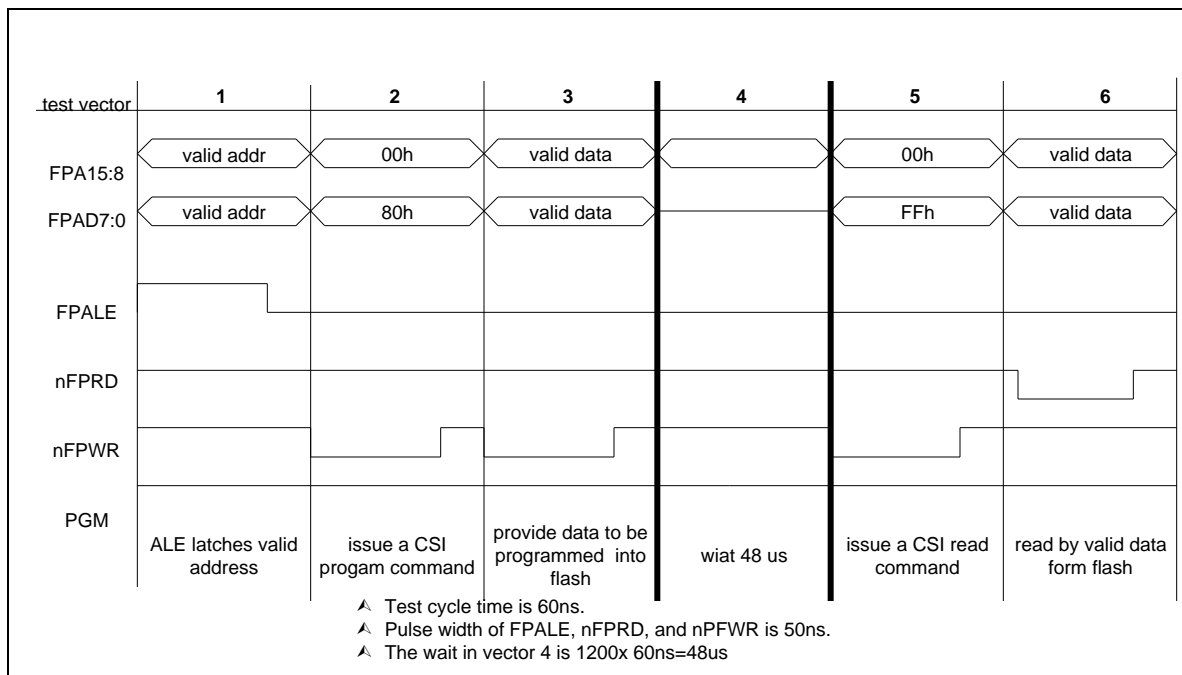 test vector 1 2 3 4 5 6
FPA15:8 valid addr 00h valid data 00h valid data
FPAD7:0 valid addr 80h valid data FFh valid data
FPALE
nFPRD
nFPWR
PGM
ALE latches valid
address
issue a CSI
progam command
provide data to be
programmed into
flash
wiat 48 us
issue a CSI read
command
read by valid data
form flash
Test cycle time is 60ns.
Pulse width of FPALE, nFPRD, and nPFWR is 50ns.
The wait in vector 4 is 1200x 60ns=48us